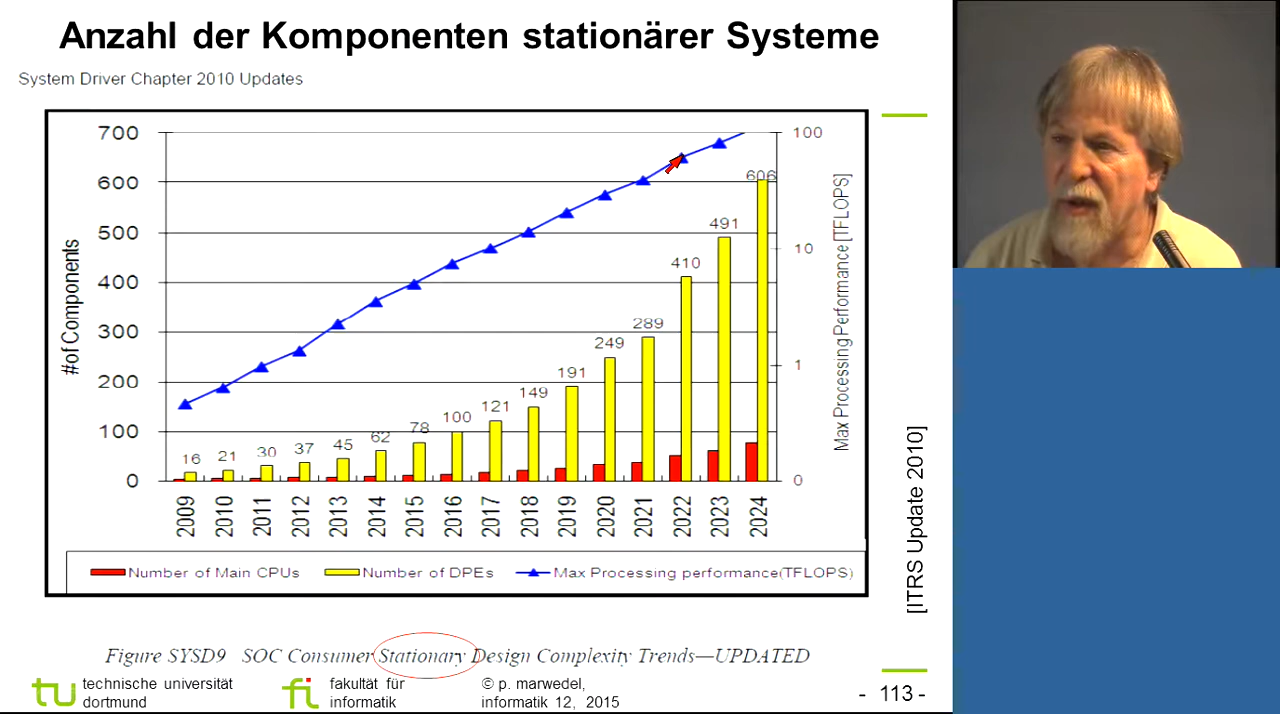 Anzahl der Komponenten stationärer Systeme
System Driver Chapter 2010 Updates
700
600
500
400
300
200
100
0
#of Components
16
21
30
37
45
62
78
100
121
149
191
249
289
410
491
606
100
10
1
0
Max Processing Performance [TFLOPS]
2009
2010
2011
2012
2013
2014
2015
2016
2017
2018
2019
2020
2021
2022
2023
2024
Number of Main CPUs
Number of DPEs
Max Processing performance(TFLOPS)
[ITRS Update 2010]
Figure SYSD9 SOC Consumer Stationary Design Complexity Trends—UPDATED
tu
technische universität
dortmund
fi
fakultät für
informatik
© p. marwedel,
informatik 12, 2015
- 113 -